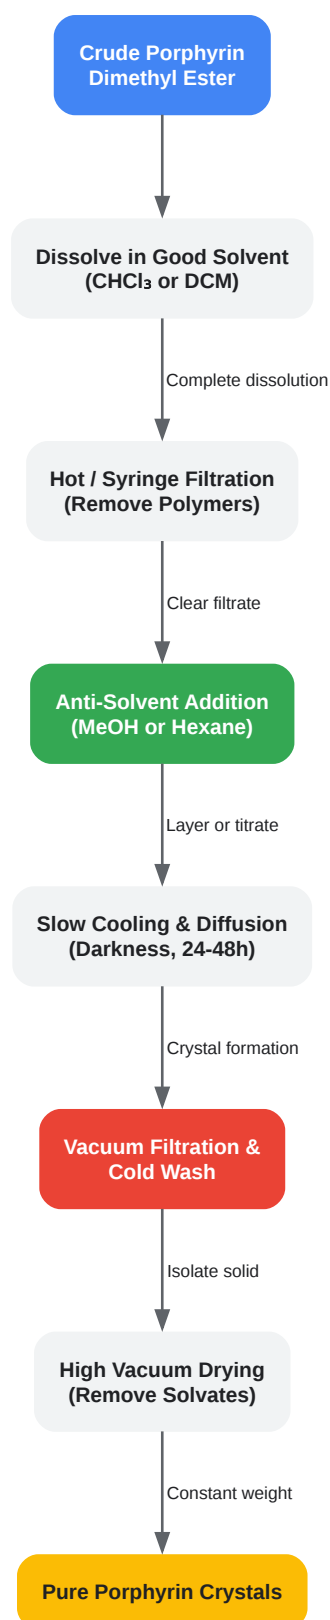 Crude Porphyrin
Dimethyl Ester
Dissolve in Good Solvent
(CHCl₃ or DCM)
Complete dissolution
Hot / Syringe Filtration
(Remove Polymers)
Clear filtrate
Anti-Solvent Addition
(MeOH or Hexane)
Layer or titrate
Slow Cooling & Diffusion
(Darkness, 24-48h)
Crystal formation
Vacuum Filtration &
Cold Wash
Isolate solid
High Vacuum Drying
(Remove Solvates)
Constant weight
Pure Porphyrin Crystals